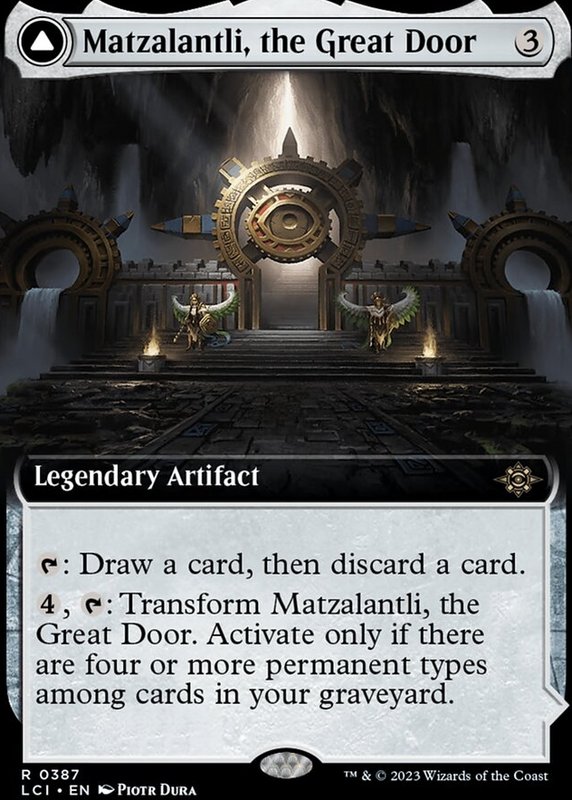 Matzalantli, the Great Door 3
Legendary Artifact
: Draw a card, then discard a card.
4, : Transform Matzalantli, the
Great Door. Activate only if there
are four or more permanent types
among cards in your graveyard.
R 0387
LCI • EN Piotr Dura
™ & © 2023 Wizards of the Coast